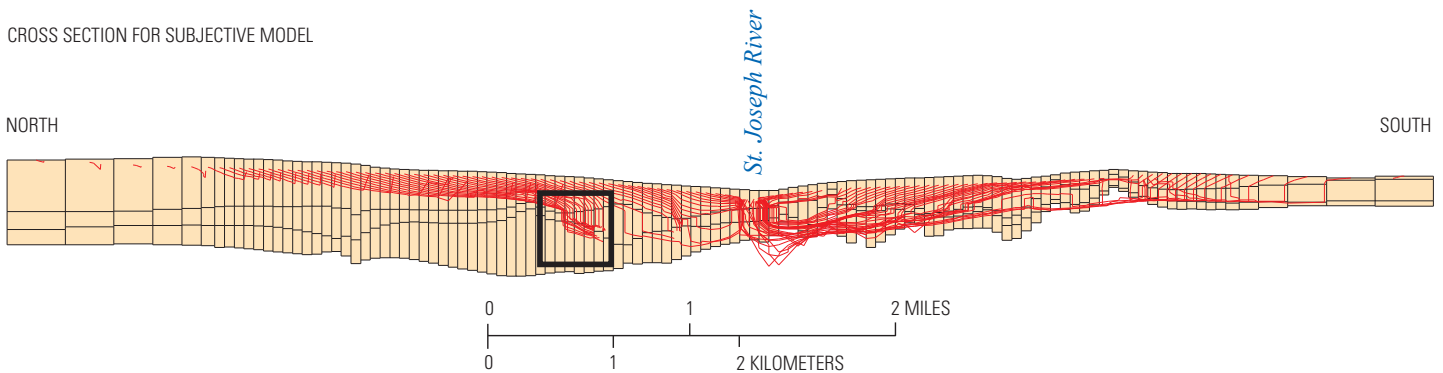 CROSS SECTION FOR SUBJECTIVE MODEL
St. Joseph River
NORTH
SOUTH
0 1 2 MILES
0 1 2 KILOMETERS